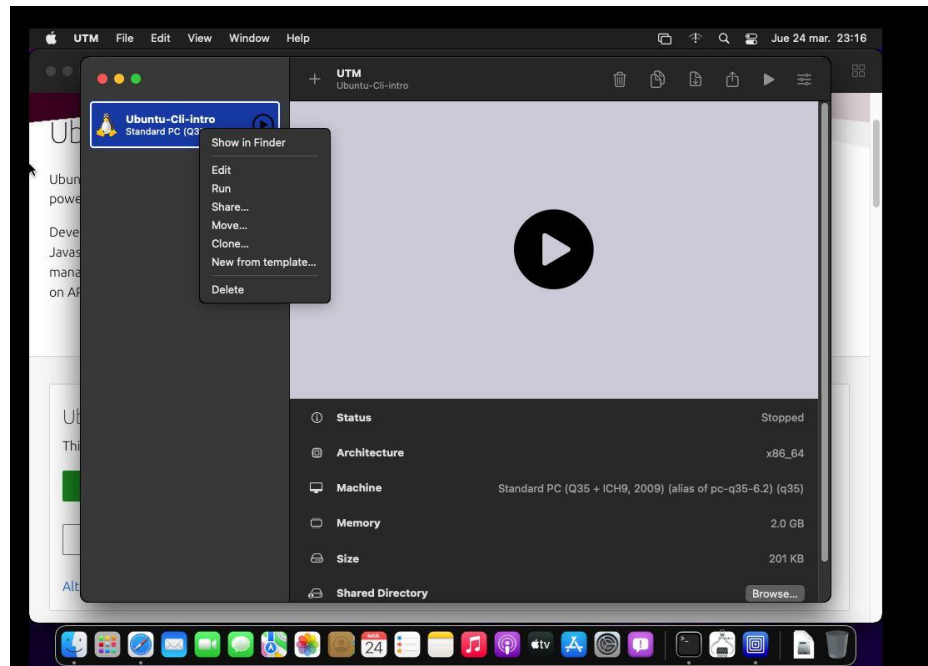 UTM File Edit View Window Help Jue 24 mar. 23:16
UTM
Ubuntu-Cli-intro
Ubuntu-Cli-intro
Standard PC (Q3
Show in Finder
Edit
Run
Share...
Move...
Clone...
New from template...
Delete
Ub
Ubun
powe
Deve
Javas
mana
on AR
Ub
Thi
Alt
Status Stopped
Architecture x86_64
Machine Standard PC (Q35 + ICH9, 2009) (alias of pc-q35-6.2) (q35)
Memory 2.0 GB
Size 201 KB
Shared Directory Browse...
MAR.
24
tv